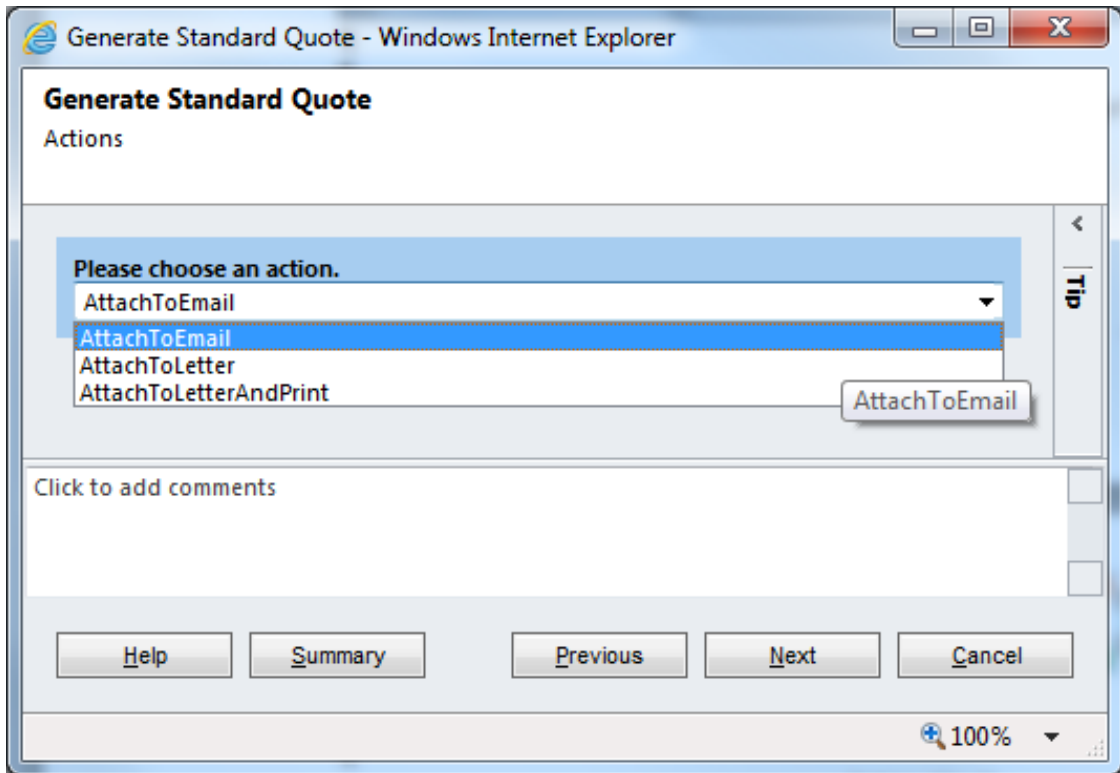 Generate Standard Quote - Windows Internet Explorer
Generate Standard Quote
Actions
Please choose an action.
AttachToEmail
AttachToEmail
AttachToLetter
AttachToLetterAndPrint
AttachToEmail
Tip
Click to add comments
Help Summary Previous Next Cancel
100%